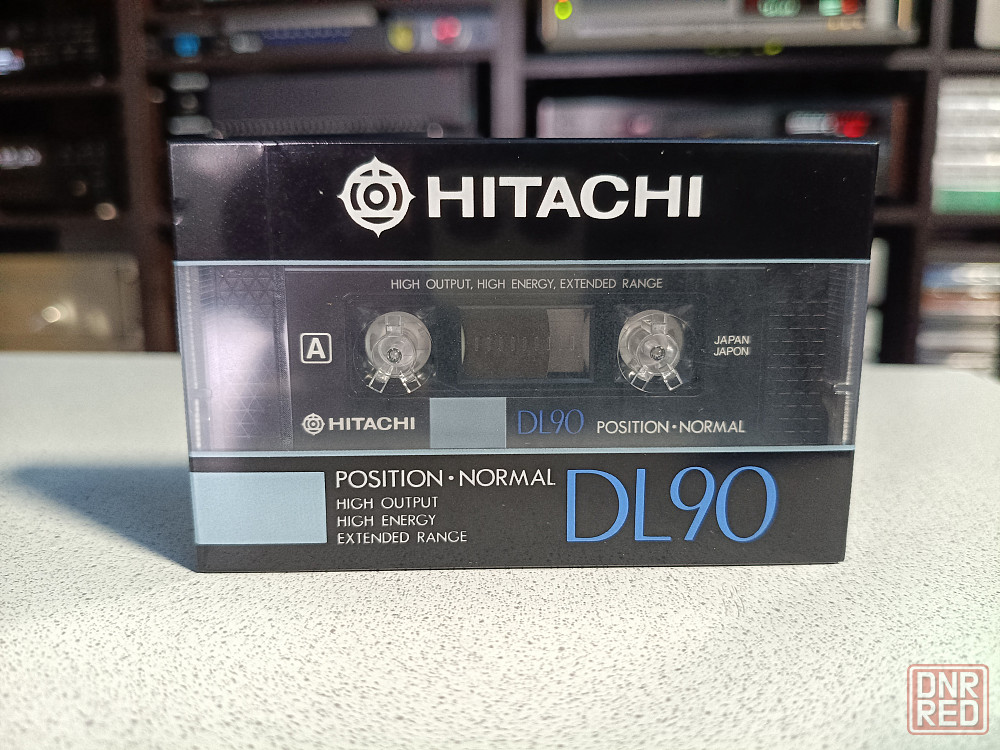 HITACHI
HIGH OUTPUT, HIGH ENERGY, EXTENDED RANGE
A
JAPAN
JAPON
HITACHI
DL90
POSITION•NORMAL
POSITION•NORMAL
HIGH OUTPUT
HIGH ENERGY
EXTENDED RANGE
DL90
DNR
RED